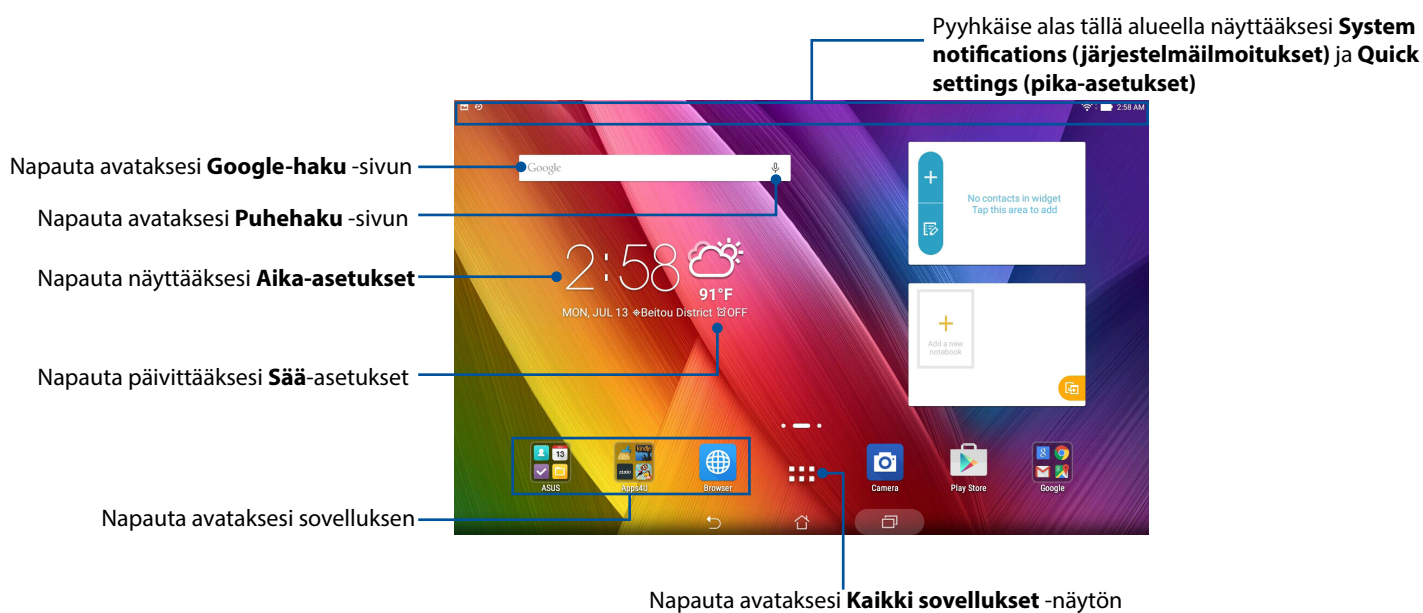 Pyyhkäise alas tällä alueella näyttääksesi System
notifications (järjestelmäilmoitukset) ja Quick
settings (pika-asetukset)
2:58 AM
Napauta avataksesi Google-haku -sivun
Google
Napauta avataksesi Puhehaku -sivun
No contacts in widget
Tap this area to add
Napauta näyttääksesi Aika-asetukset
2:58
91°F
MON, JUL 13 Beitou District OFF
Add a new
notebook
Napauta päivittääksesi Sää-asetukset
13
kindle
8
ASUS
Apps4U
Browser
Camera
Play Store
Google
Napauta avataksesi sovelluksen
Napauta avataksesi Kaikki sovellukset -näytön